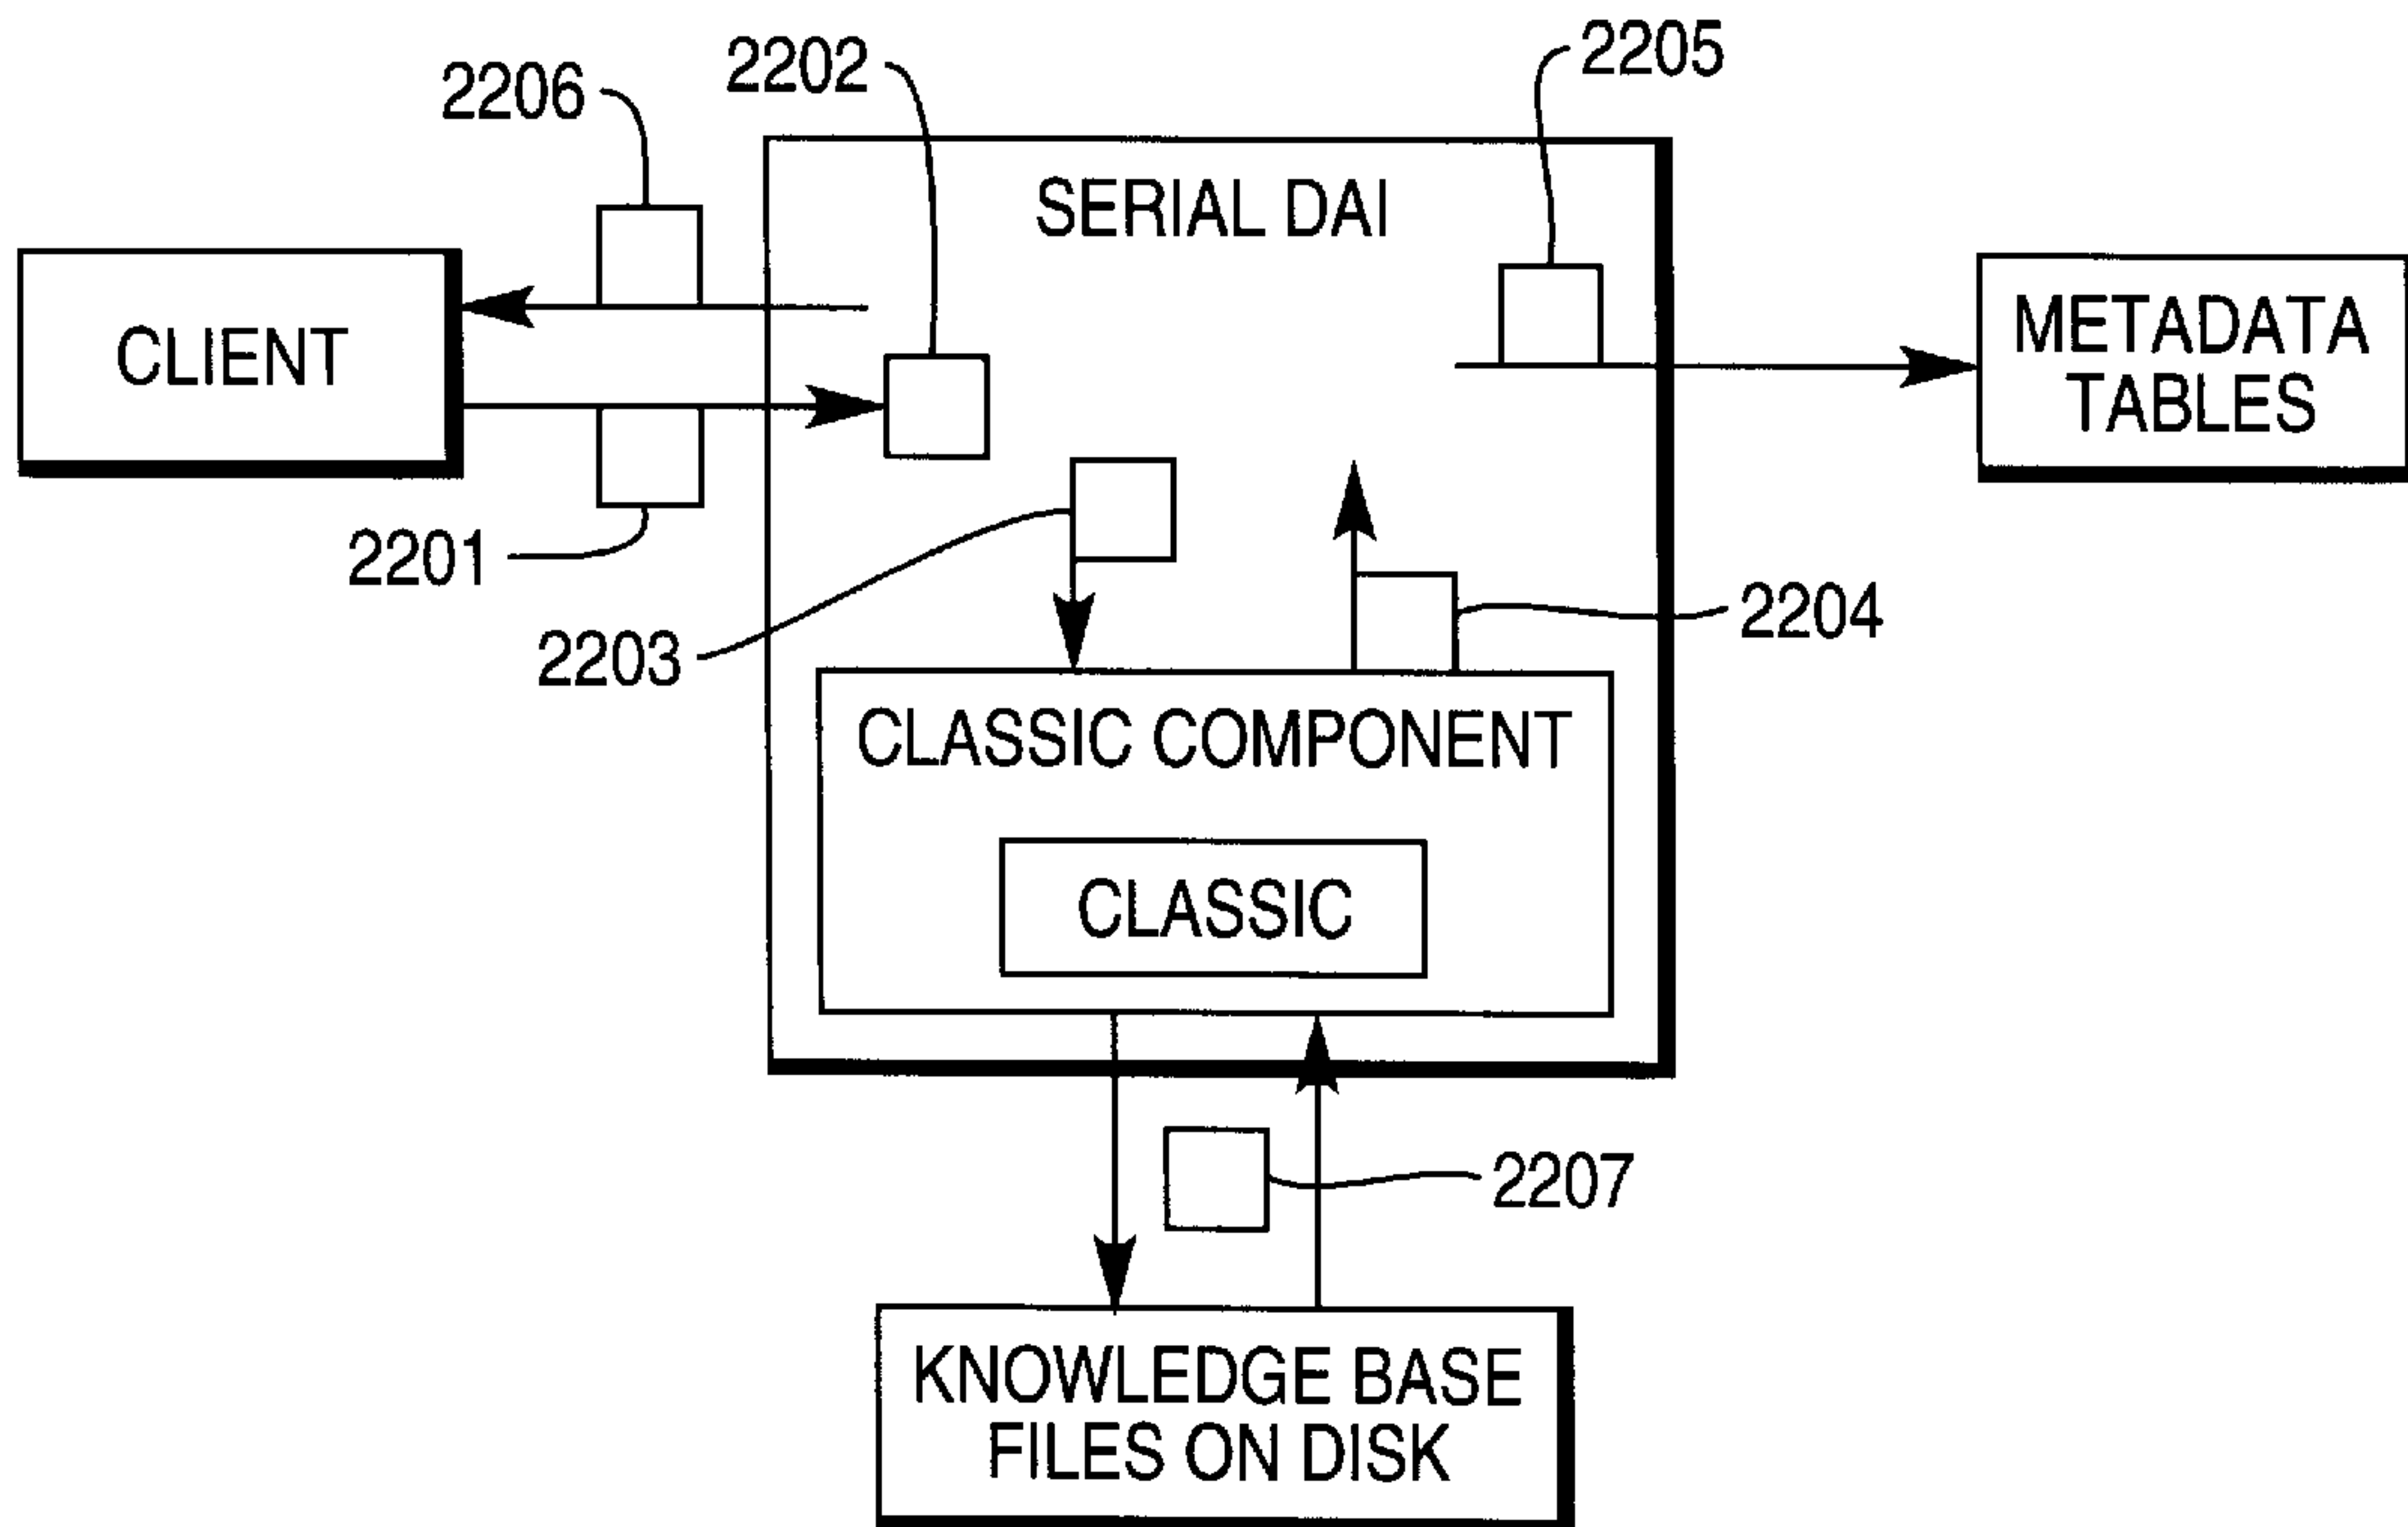 2205
2202
2206
SERIAL DAI
CLIENT
METADATA
TABLES
2201
2203
2204
CLASSIC COMPONENT
CLASSIC
2207
KNOWLEDGE BASE
FILES ON DISK